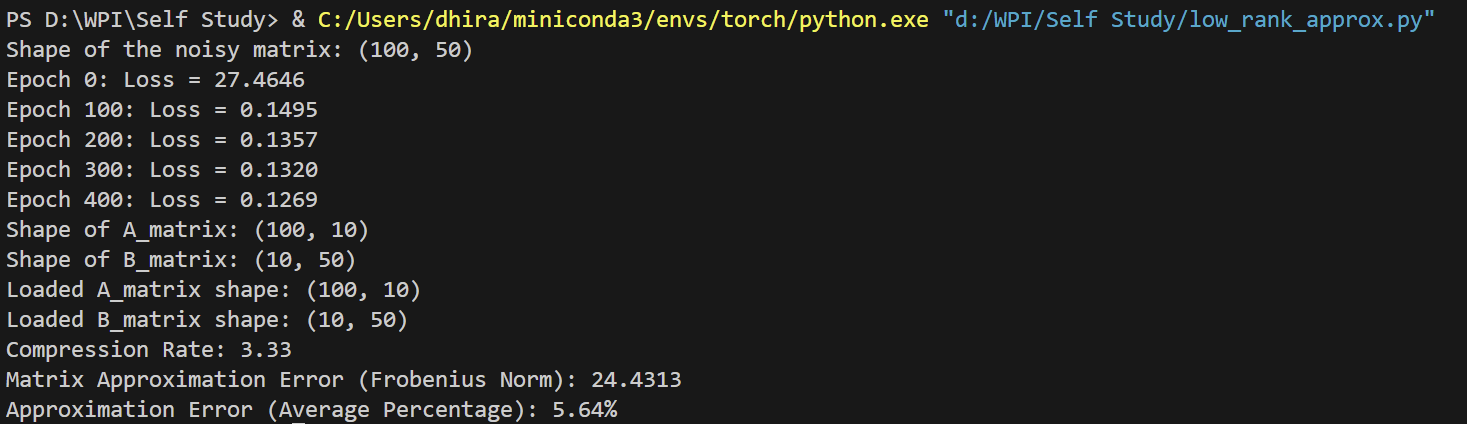 PS D:\WPI\Self Study> & C:/Users/dhira/miniconda3/envs/torch/python.exe "d:/WPI/Self Study/low_rank_approx.py"
Shape of the noisy matrix: (100, 50)
Epoch 0: Loss = 27.4646
Epoch 100: Loss = 0.1495
Epoch 200: Loss = 0.1357
Epoch 300: Loss = 0.1320
Epoch 400: Loss = 0.1269
Shape of A_matrix: (100, 10)
Shape of B_matrix: (10, 50)
Loaded A_matrix shape: (100, 10)
Loaded B_matrix shape: (10, 50)
Compression Rate: 3.33
Matrix Approximation Error (Frobenius Norm): 24.4313
Approximation Error (Average Percentage): 5.64%